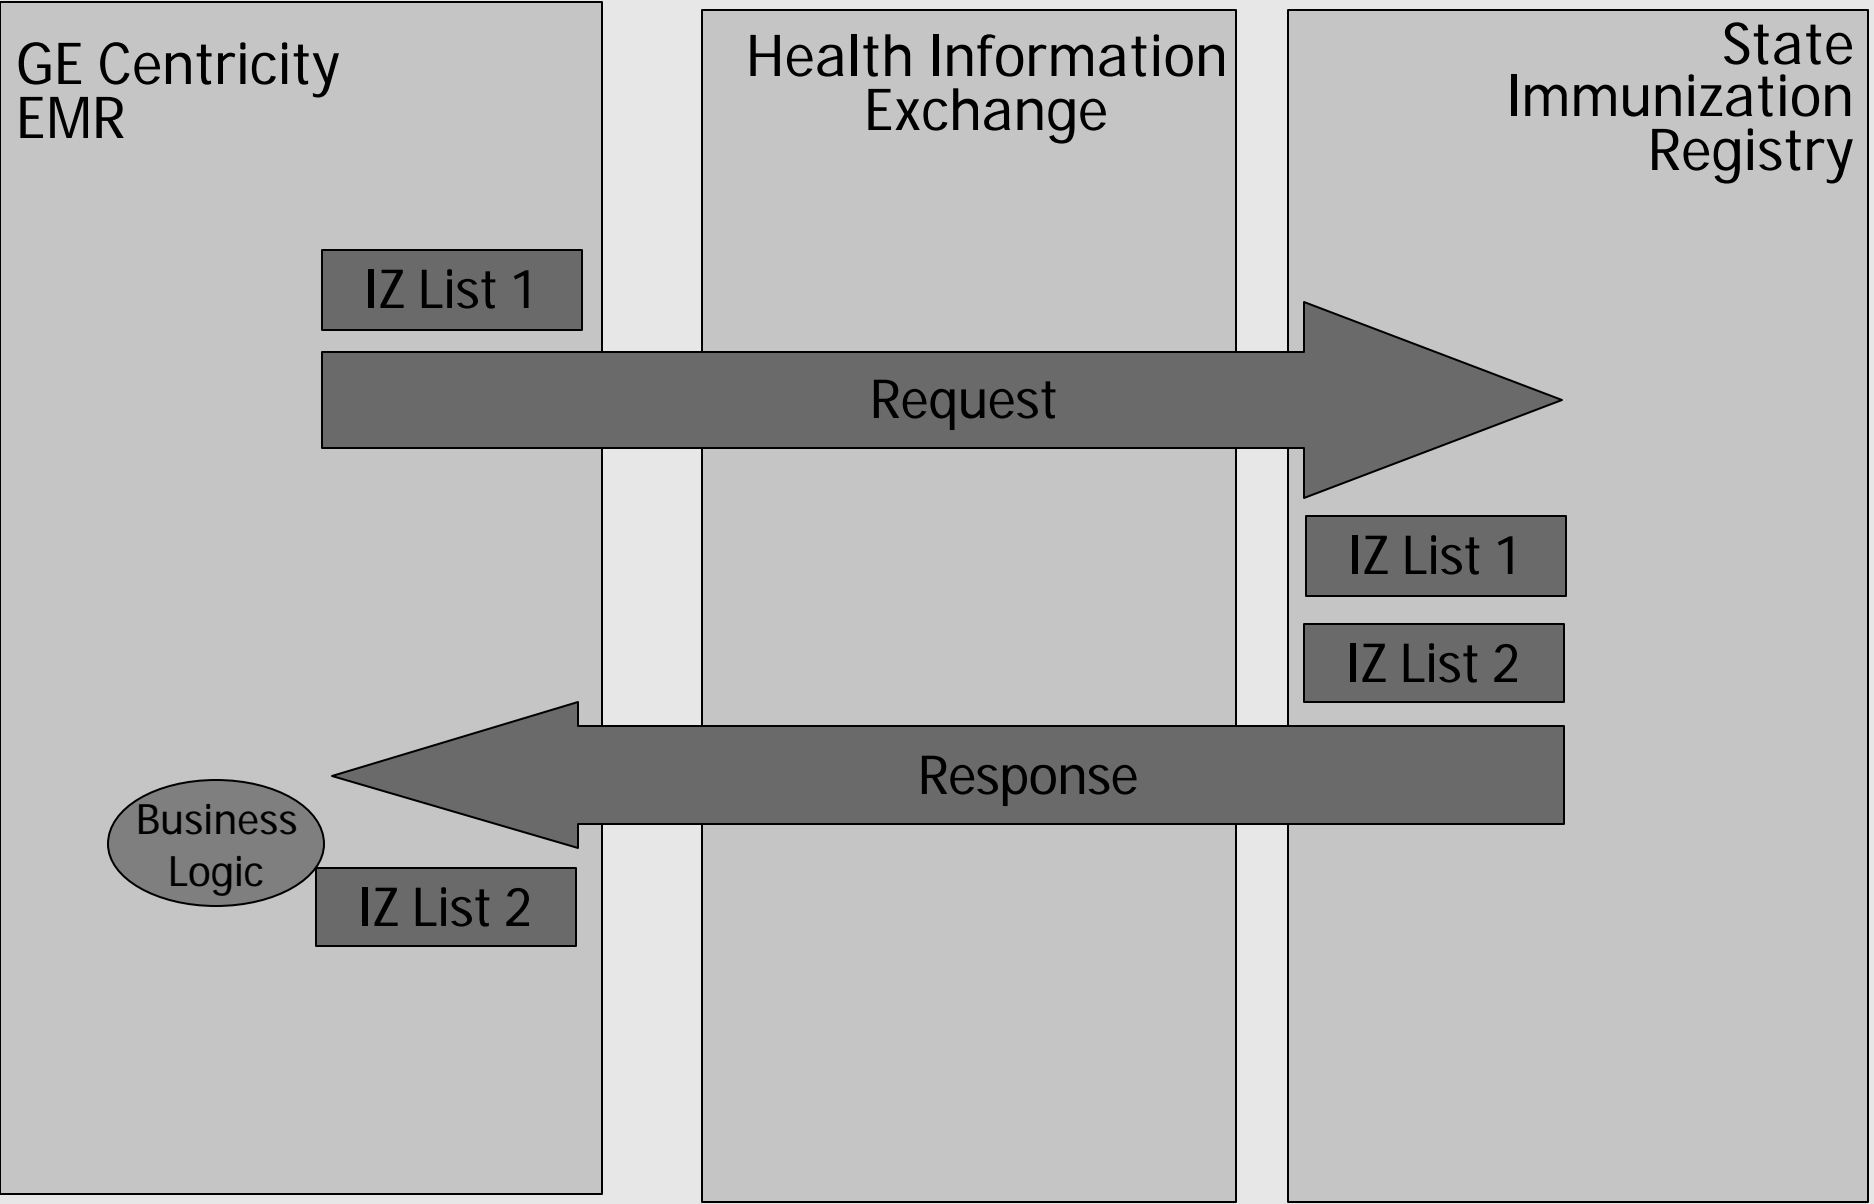 GE Centricity
EMR
Health Information
Exchange
State
Immunization
Registry
IZ List 1
Request
IZ List 1
IZ List 2
Response
Business
Logic
IZ List 2